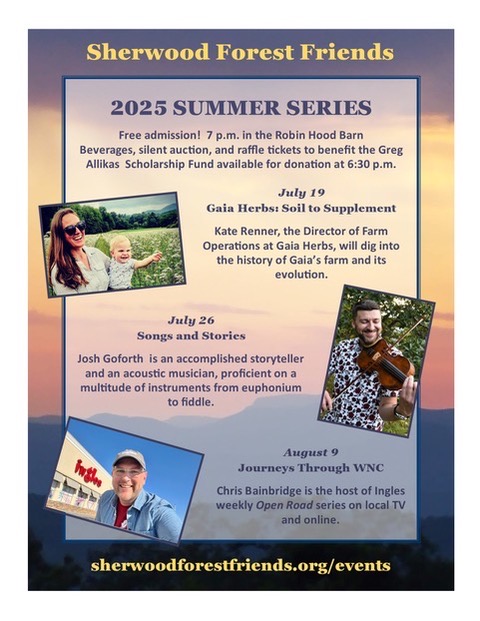 Sherwood Forest Friends
2025 SUMMER SERIES
Free admission! 7 p.m. in the Robin Hood Barn
Beverages, silent auction, and raffle tickets to benefit the Greg
Allikas Scholarship Fund available for donation at 6:30 p.m.
July 19
Gaia Herbs: Soil to Supplement
Kate Renner, the Director of Farm
Operations at Gaia Herbs, will dig into
the history of Gaia's farm and its
evolution.
July 26
Songs and Stories
Josh Goforth is an accomplished storyteller
and an acoustic musician, proficient on a
multitude of instruments from euphonium
to fiddle.
Ingles
August 9
Journeys Through WNC
Chris Bainbridge is the host of Ingles
weekly Open Road series on local TV
and online.
sherwoodforestfriends.org/events